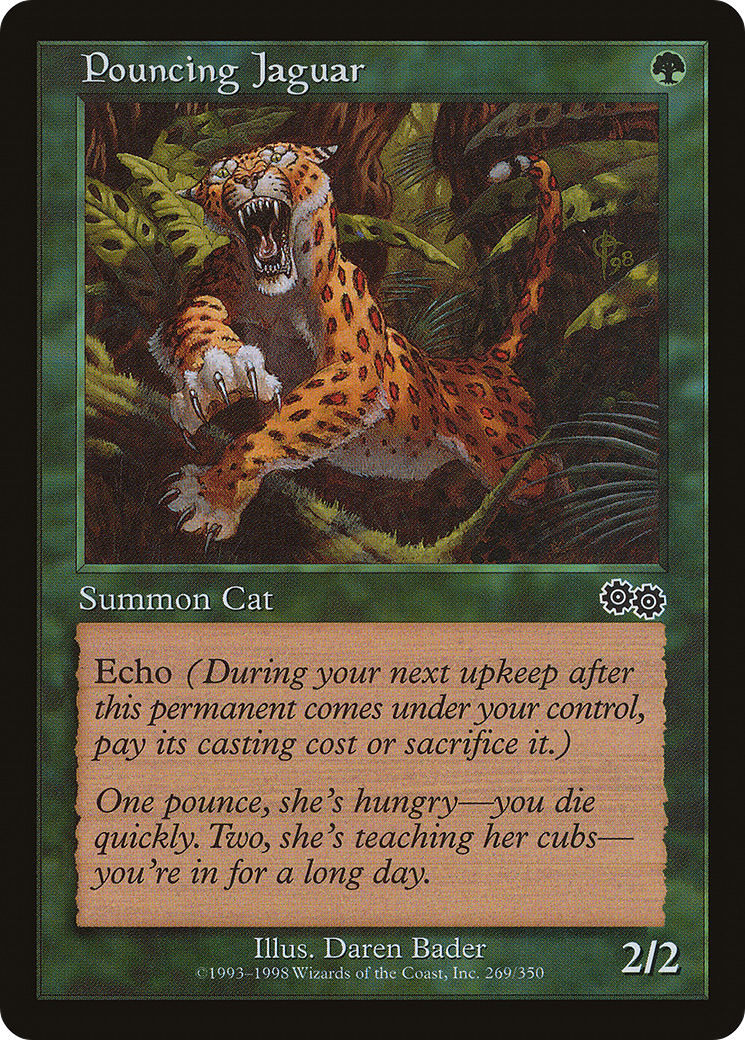 Pouncing Jaguar
98
Summon Cat
Echo (During your next upkeep after
this permanent comes under your control,
pay its casting cost or sacrifice it.)
One pounce, she's hungry—you die
quickly. Two, she's teaching her cubs—
you're in for a long day.
Illus. Daren Bader
2/2
©1993–1998 Wizards of the Coast, Inc. 269/350